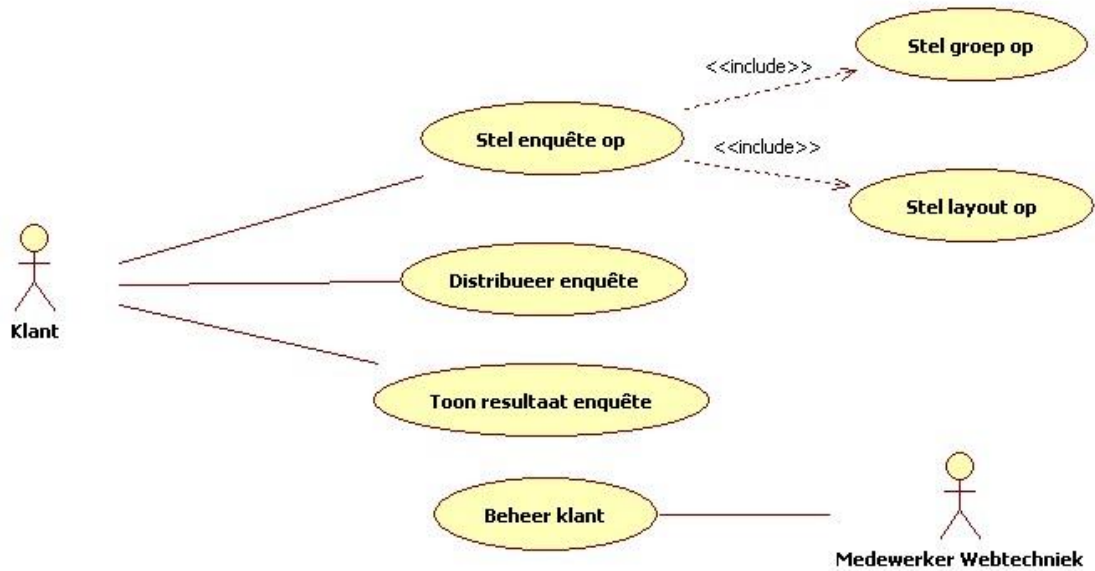 Stel groep op
<<include>>
Stel enquête op
<<include>>
Stel layout op
Distribueer enquête
Klant
Toon resultaat enquête
Beheer klant
Medewerker Webtechniek